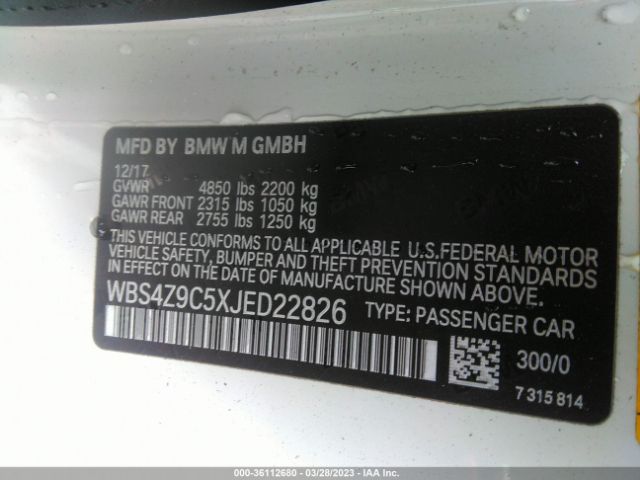 MFD BY BMW M GMBH
12/17
GVWR 4850 lbs 2200 kg
GAWR FRONT 2315 lbs 1050 kg
GAWR REAR 2755 lbs 1250 kg
THIS VEHICLE CONFORMS TO ALL APPLICABLE U.S.FEDERAL MOTOR
VEHICLE SAFETY, BUMPER AND THEFT PREVENTION STANDARDS
IN EFFECT ON THE DATE OF MANUFACTURE SHOWN ABOVE.
WBS4Z9C5XJED22826 TYPE: PASSENGER CAR
300/0
7 315 814
000-36112680 - 03/28/2023 - IAA Inc.